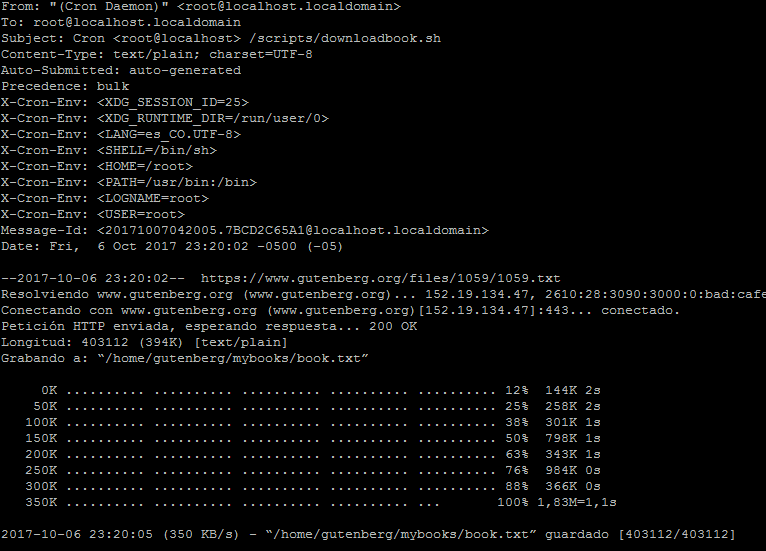 From: "(Cron Daemon)" <root@localhost.localdomain>
To: root@localhost.localdomain
Subject: Cron <root@localhost> /scripts/downloadbook.sh
Content-Type: text/plain; charset=UTF-8
Auto-Submitted: auto-generated
Precedence: bulk
X-Cron-Env: <XDG_SESSION_ID=25>
X-Cron-Env: <XDG_RUNTIME_DIR=/run/user/0>
X-Cron-Env: <LANG=es_CO.UTF-8>
X-Cron-Env: <SHELL=/bin/sh>
X-Cron-Env: <HOME=/root>
X-Cron-Env: <PATH=/usr/bin:/bin>
X-Cron-Env: <LOGNAME=root>
X-Cron-Env: <USER=root>
Message-Id: <20171007042005.7BCD2C65A1@localhost.localdomain>
Date: Fri,  6 Oct 2017 23:20:02 -0500 (-05)

--2017-10-06 23:20:02--  https://www.gutenberg.org/files/1059/1059.txt
Resolviendo www.gutenberg.org (www.gutenberg.org)... 152.19.134.47, 2610:28:3090:3000:0:bad:cafe
Conectando con www.gutenberg.org (www.gutenberg.org)[152.19.134.47]:443... conectado.
Petición HTTP enviada, esperando respuesta... 200 OK
Longitud: 403112 (394K) [text/plain]
Grabando a: “/home/gutenberg/mybooks/book.txt”

     0K .......... .......... .......... .......... .......... 12%  144K 2s
    50K .......... .......... .......... .......... .......... 25%  258K 2s
   100K .......... .......... .......... .......... .......... 38%  301K 1s
   150K .......... .......... .......... .......... .......... 50%  798K 1s
   200K .......... .......... .......... .......... .......... 63%  343K 1s
   250K .......... .......... .......... .......... .......... 76%  984K 0s
   300K .......... .......... .......... .......... .......... 88%  366K 0s
   350K .......... .......... .......... .......... ...       100% 1,83M=1,1s

2017-10-06 23:20:05 (350 KB/s) - “/home/gutenberg/mybooks/book.txt” guardado [403112/403112]